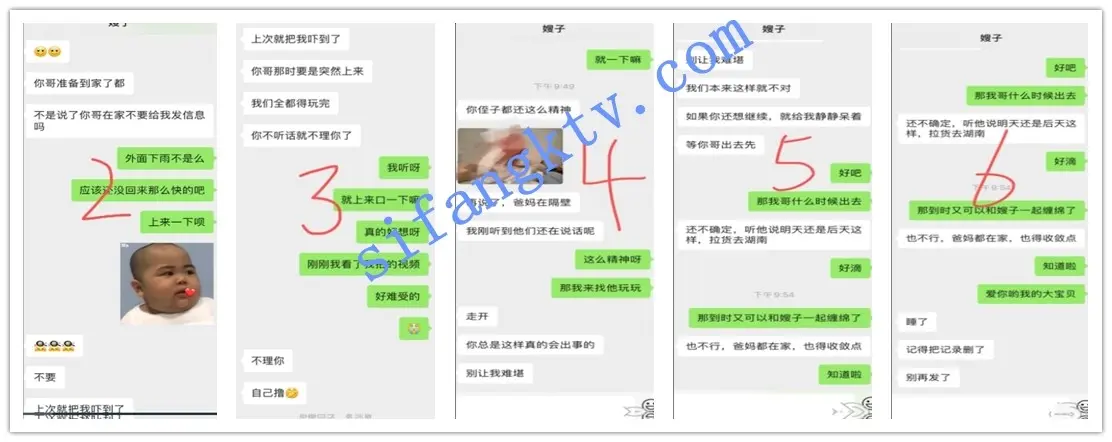 嫂子
你哥准备到家了都
不是说了你哥在家不要给我发信息
吗
外面下雨不是么
应该还没回来那么快的吧
上来一下呗
不要
上次就把我吓到了
2
上次就把我吓到了
你哥那时要是突然上来
我们全都得玩完
你不听话就不理你了
我听呀
就上来口一下嘛
真的好想呀
刚刚我看了我拍的视频
好难受的
不理你
自己撸
3
嫂子
就一下嘛
下午 9:49
你侄子都还这么精神
再说了，爸妈在隔壁
我刚听到他们还在说话呢
这么精神呀
那我来找他玩玩
走开
你总是这样真的会出事的
别让我难堪
4
嫂子
别让我难堪
我们本来这样就不对
如果你还想继续，就给我静静呆着
等你哥出去先
好吧
那我哥什么时候出去
还不确定，听他说明天还是后天这
样，拉货去湖南
好滴
下午 9:54
那到时又可以和嫂子一起缠绵了
也不行，爸妈都在家，也得收敛点
知道啦
5
嫂子
好吧
那我哥什么时候出去
还不确定，听他说明天还是后天这
样，拉货去湖南
好滴
下午 9:54
那到时又可以和嫂子一起缠绵了
也不行，爸妈都在家，也得收敛点
知道啦
爱你哟我的大宝贝
睡了
记得把记录删了
别再发了
6
sifangktv.com